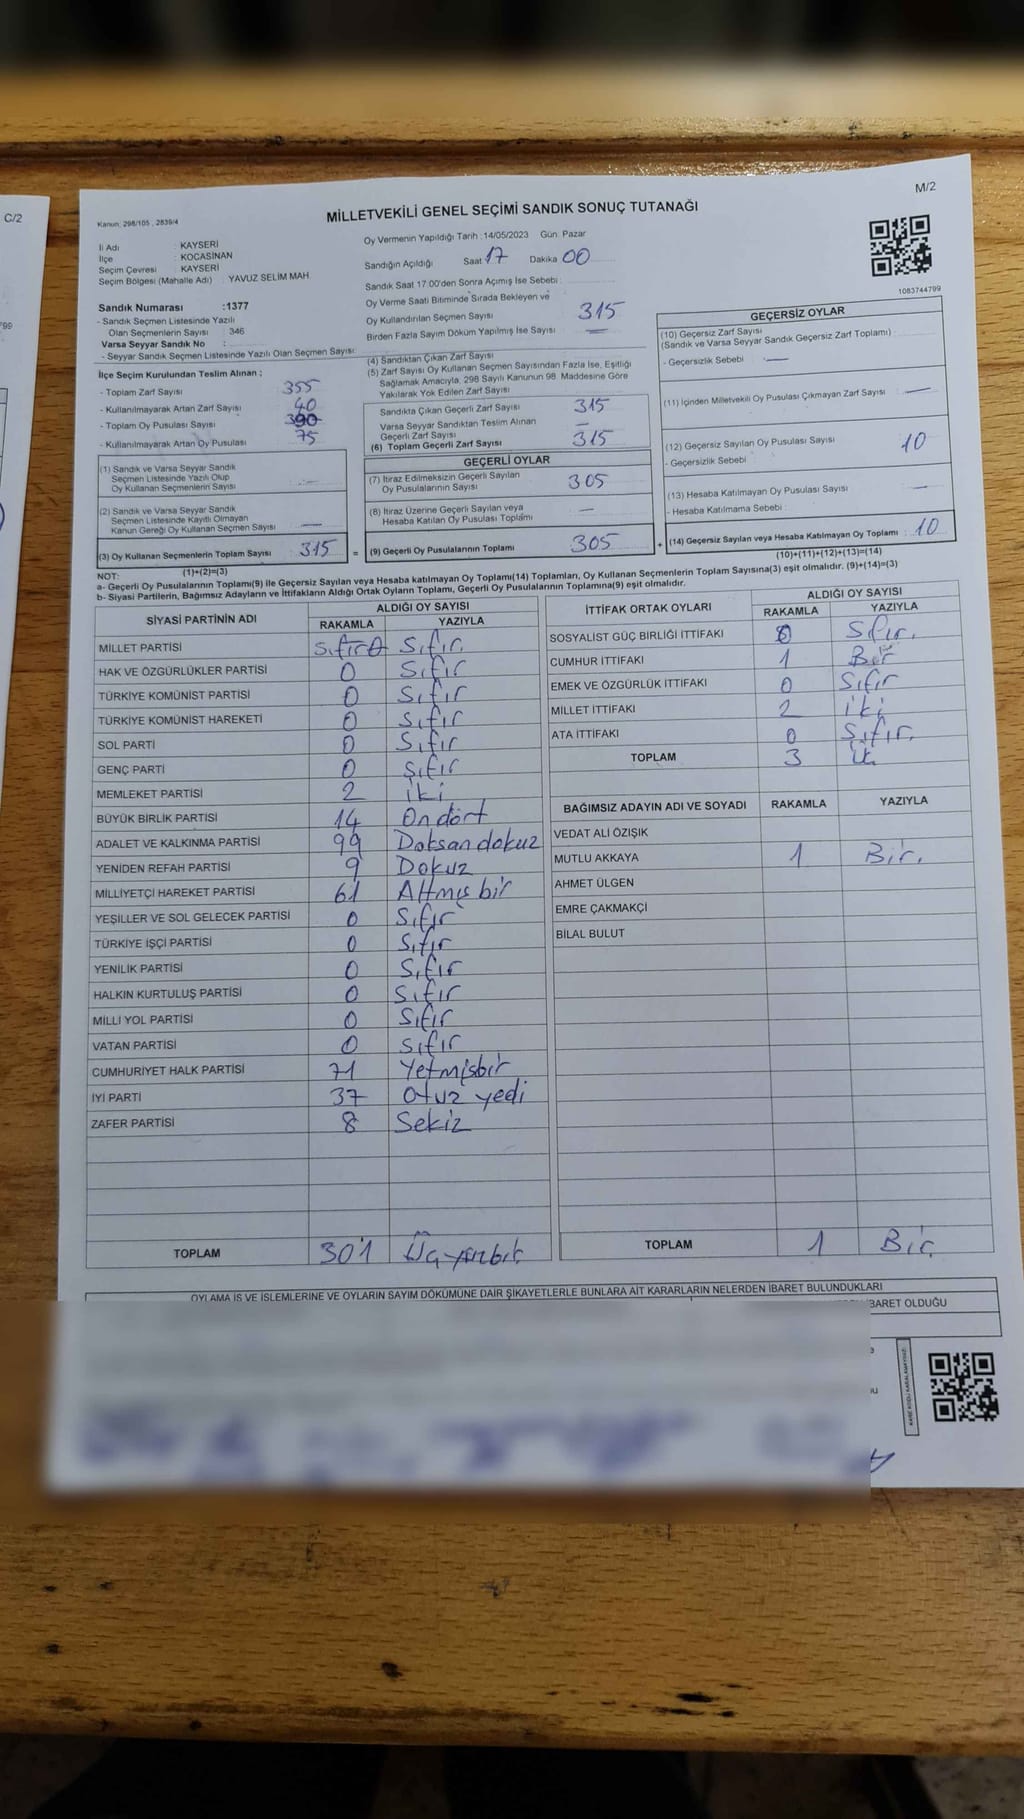 C/2
M/2
Kanun: 298/105 , 2839/4
MİLLETVEKİLİ GENEL SEÇİMİ SANDIK SONUÇ TUTANAĞI
1083744799
İl Adı : KAYSERİ
İlçe : KOCASİNAN
Seçim Çevresi : KAYSERİ
Seçim Bölgesi (Mahalle Adı) : YAVUZ SELİM MAH.
Sandık Numarası :1377
- Sandık Seçmen Listesinde Yazılı
Olan Seçmenlerin Sayısı : 346
Varsa Seyyar Sandık No :
- Seyyar Sandık Seçmen Listesinde Yazılı Olan Seçmen Sayısı:
Oy Vermenin Yapıldığı Tarih :14/05/2023 Gün: Pazar
Sandığın Açıldığı Saat 17 Dakika 00
Sandık Saat 17.00'den Sonra Açımış İse Sebebi :
Oy Verme Saati Bitiminde Sırada Bekleyen ve
Oy Kullandırılan Seçmen Sayısı 315
Birden Fazla Sayım Döküm Yapılmış İse Sayısı —
İlçe Seçim Kurulundan Teslim Alınan ;
- Toplam Zarf Sayısı 355
- Kullanılmayarak Artan Zarf Sayısı 40
- Toplam Oy Pusulası Sayısı 390
- Kullanılmayarak Artan Oy Pusulası 75
(4) Sandıktan Çıkan Zarf Sayısı
(5) Zarf Sayısı Oy Kullanan Seçmen Sayısından Fazla İse, Eşitliği
Sağlamak Amacıyla, 298 Sayılı Kanunun 98. Maddesine Göre
Yakılarak Yok Edilen Zarf Sayısı
Sandıkta Çıkan Geçerli Zarf Sayısı 315
Varsa Seyyar Sandıktan Teslim Alınan
Geçerli Zarf Sayısı —
(6) Toplam Geçerli Zarf Sayısı 315
GEÇERSİZ OYLAR
(10) Geçersiz Zarf Sayısı
(Sandık ve Varsa Seyyar Sandık Geçersiz Zarf Toplamı)
- Geçersizlik Sebebi : —
(11) İçinden Milletvekili Oy Pusulası Çıkmayan Zarf Sayısı : —
(12) Geçersiz Sayılan Oy Pusulası Sayısı 10
- Geçersizlik Sebebi :
(13) Hesaba Katılmayan Oy Pusulası Sayısı : —
- Hesaba Katılmama Sebebi :
(14) Geçersiz Sayılan veya Hesaba Katılmayan Oy Toplamı : 10
(10)+(11)+(12)+(13)=(14)
(1) Sandık ve Varsa Seyyar Sandık
Seçmen Listesinde Yazılı Olup
Oy Kullanan Seçmenlerin Sayısı : —
(2) Sandık ve Varsa Seyyar Sandık
Seçmen Listesinde Kayıtlı Olmayan
Kanun Gereği Oy Kullanan Seçmen Sayısı : —
(3) Oy Kullanan Seçmenlerin Toplam Sayısı : 315 =
(1)+(2)=(3)
GEÇERLİ OYLAR
(7) İtiraz Edilmeksizin Geçerli Sayılan
Oy Pusulalarının Sayısı 305
(8) İtiraz Üzerine Geçerli Sayılan veya
Hesaba Katılan Oy Pusulası Toplamı —
(9) Geçerli Oy Pusulalarının Toplamı 305 +
NOT:
a- Geçerli Oy Pusulalarının Toplamı(9) ile Geçersiz Sayılan veya Hesaba katılmayan Oy Toplamı(14) Toplamları, Oy Kullanan Seçmenlerin Toplam Sayısına(3) eşit olmalıdır. (9)+(14)=(3)
b- Siyasi Partilerin, Bağımsız Adayların ve İttifakların Aldığı Ortak Oyların Toplamı, Geçerli Oy Pusulalarının Toplamına(9) eşit olmalıdır.
SİYASİ PARTİNİN ADI ALDIĞI OY SAYISI
RAKAMLA YAZIYLA
MİLLET PARTİSİ sıfır0 Sıfır.
HAK VE ÖZGÜRLÜKLER PARTİSİ 0 Sıfır
TÜRKİYE KOMÜNİST PARTİSİ 0 Sıfır
TÜRKİYE KOMÜNİST HAREKETİ 0 Sıfır
SOL PARTİ 0 Sıfır
GENÇ PARTİ 0 Sıfır
MEMLEKET PARTİSİ 2 iki
BÜYÜK BİRLİK PARTİSİ 14 On dört
ADALET VE KALKINMA PARTİSİ 99 Doksan dokuz
YENİDEN REFAH PARTİSİ 9 Dokuz
MİLLİYETÇİ HAREKET PARTİSİ 61 Altmış bir
YEŞİLLER VE SOL GELECEK PARTİSİ 0 Sıfır
TÜRKİYE İŞÇİ PARTİSİ 0 Sıfır
YENİLİK PARTİSİ 0 Sıfır
HALKIN KURTULUŞ PARTİSİ 0 Sıfır
MİLLİ YOL PARTİSİ 0 Sıfır
VATAN PARTİSİ 0 Sıfır
CUMHURİYET HALK PARTİSİ 71 Yetmişbir
İYİ PARTİ 37 Otuz yedi
ZAFER PARTİSİ 8 Sekiz
TOPLAM 301 Üç yüzbir.
İTTİFAK ORTAK OYLARI ALDIĞI OY SAYISI
RAKAMLA YAZIYLA
SOSYALİST GÜÇ BİRLİĞİ İTTİFAKI 0 Sıfır.
CUMHUR İTTİFAKI 1 Bir
EMEK VE ÖZGÜRLÜK İTTİFAKI 0 Sıfır
MİLLET İTTİFAKI 2 iki
ATA İTTİFAKI 0 Sıfır.
TOPLAM 3
BAĞIMSIZ ADAYIN ADI VE SOYADI RAKAMLA YAZIYLA
VEDAT ALİ ÖZIŞIK
MUTLU AKKAYA 1 Bir.
AHMET ÜLGEN
EMRE ÇAKMAKÇİ
BİLAL BULUT
TOPLAM 1 Bir.
OYLAMA İŞ VE İŞLEMLERİNE VE OYLARIN SAYIM DÖKÜMÜNE DAİR ŞİKAYETLERLE BUNLARA AİT KARARLARIN NELERDEN İBARET BULUNDUKLARI
İBARET OLDUĞU